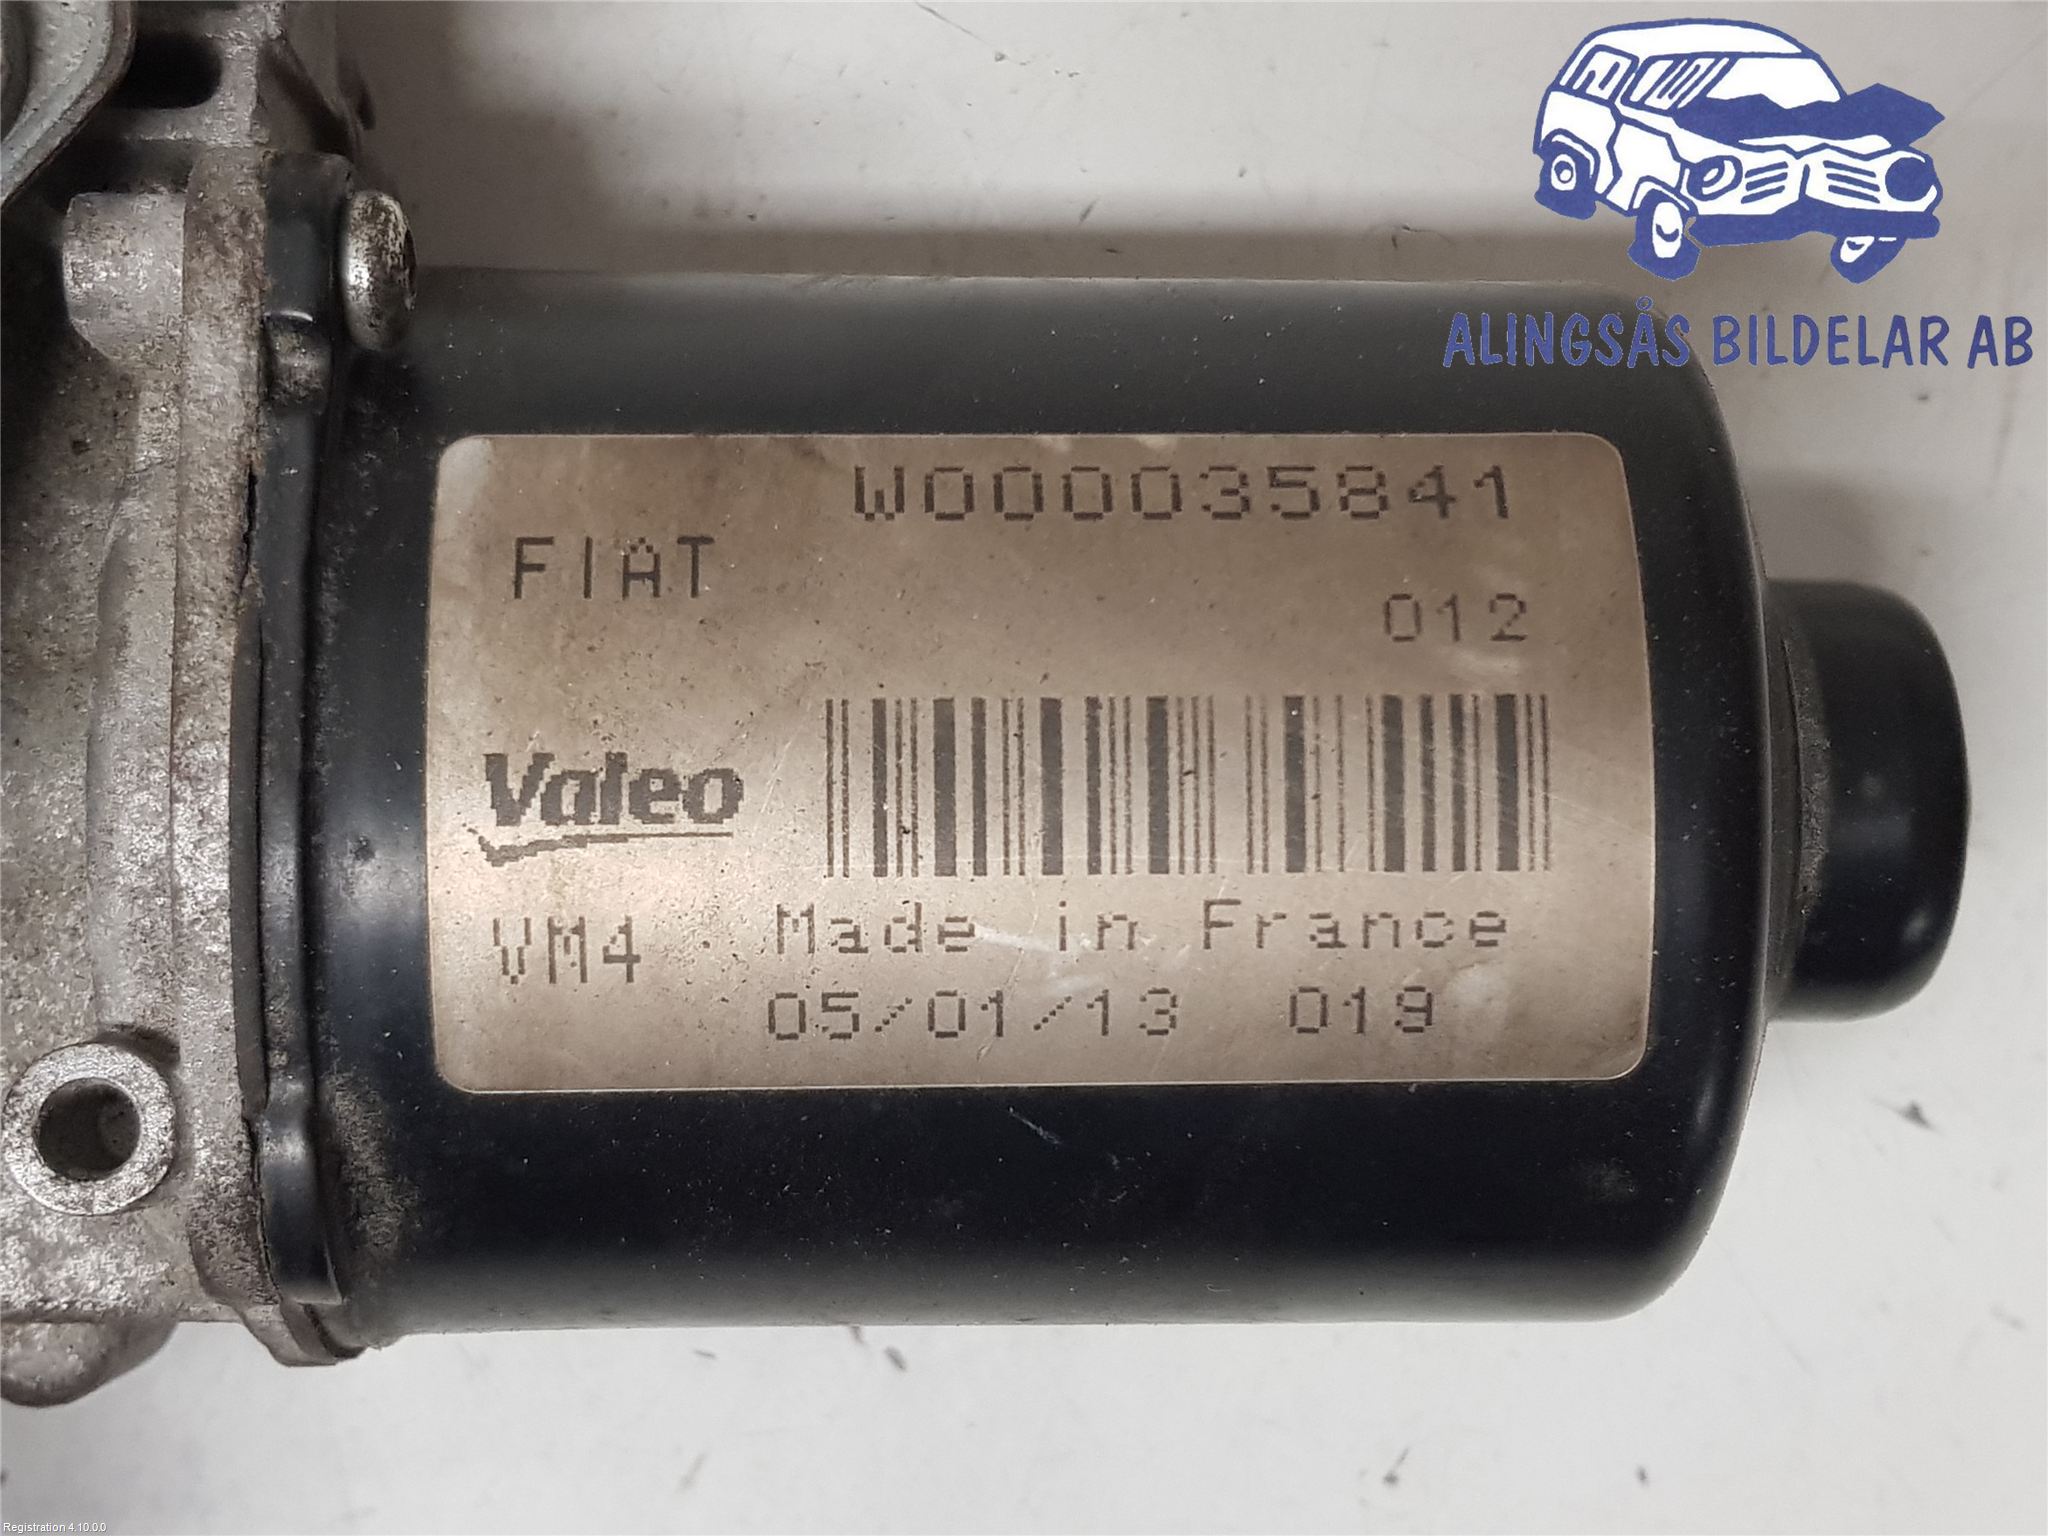 ALINGSÅS BILDELAR AB
W000035841
FIAT
012
Valeo
VM4
Made in France
05/01/13 019
Registration 4.10.0.0